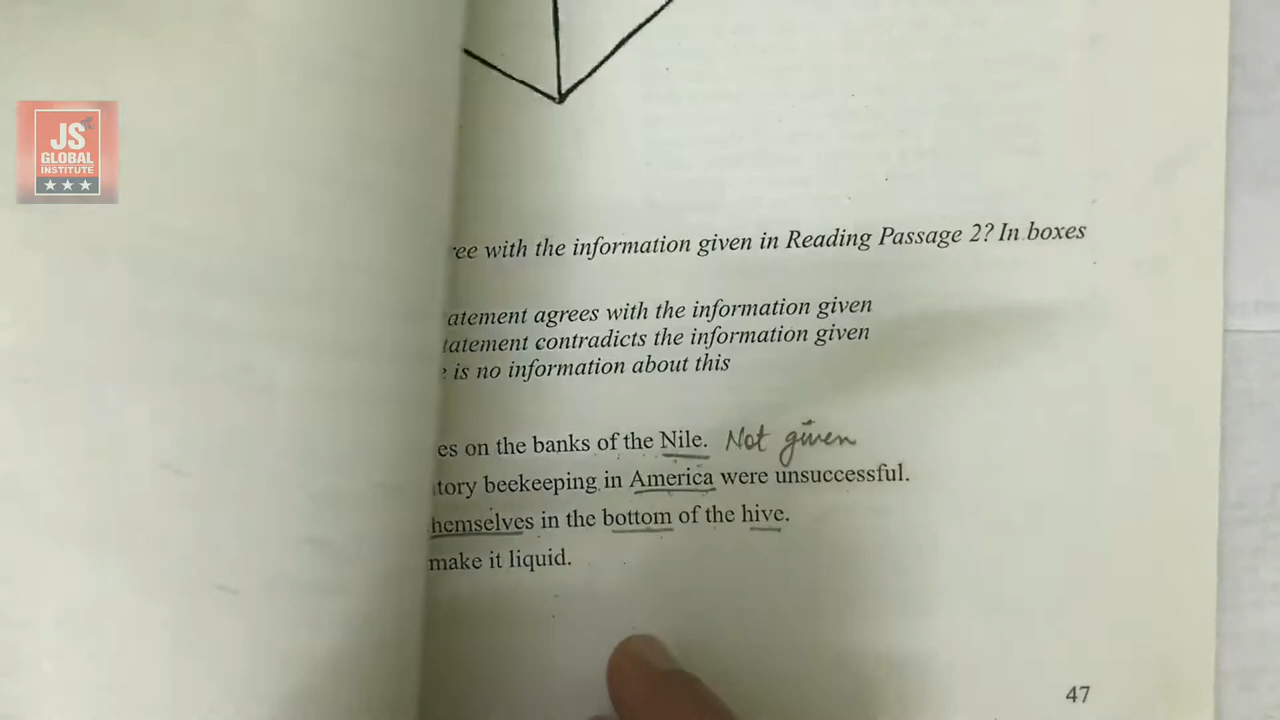 JS
GLOBAL
INSTITUTE
ee with the information given in Reading Passage 2? In boxes
atement agrees with the information given
tatement contradicts the information given
is no information about this
es on the banks of the Nile. Not given
tory beekeeping in America were unsuccessful.
hemselves in the bottom of the hive.
make it liquid.
47